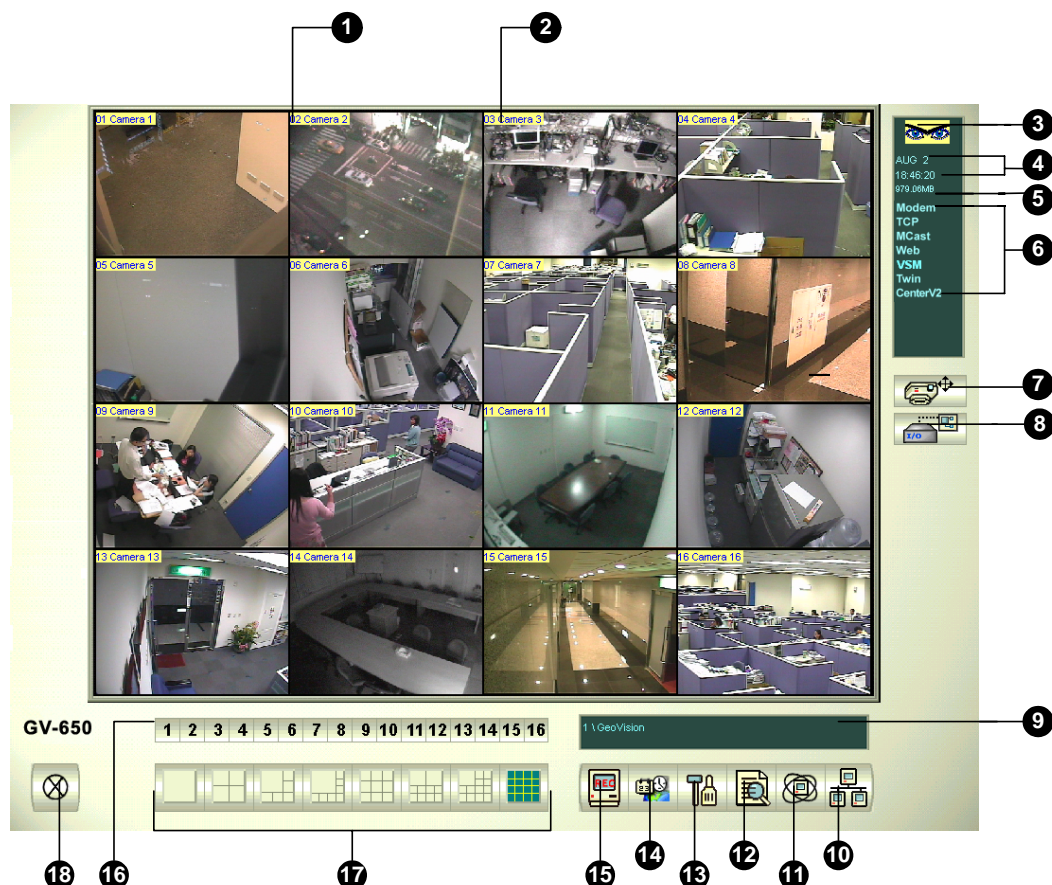 1
2
01 Camera 1
02 Camera 2
03 Camera 3
04 Camera 4
3
AUG 2
4
18:46:20
979.06MB
5
Modem
TCP
MCast
Web
VSM
Twin
CenterV2
6
05 Camera 5
06 Camera 6
07 Camera 7
08 Camera 8
7
I/O
8
09 Camera 9
10 Camera 10
11 Camera 11
12 Camera 12
13 Camera 13
14 Camera 14
15 Camera 15
16 Camera 16
GV-650
1 2 3 4 5 6 7 8 9 10 11 12 13 14 15 16
1 \ GeoVision
9
REC
18
16
17
15
14
13
12
11
10